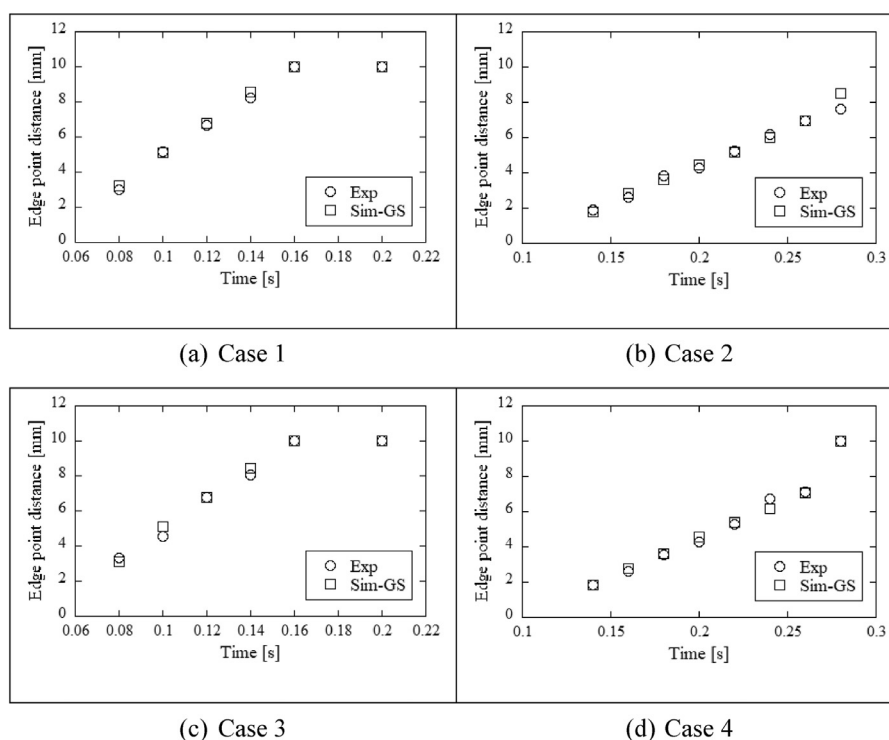 12
10
8
6
4
2
0
Edge point distance [mm]
Exp
Sim-GS
0.06 0.08 0.1 0.12 0.14 0.16 0.18 0.2 0.22
Time [s]
(a) Case 1
12
10
8
6
4
2
0
Edge point distance [mm]
Exp
Sim-GS
0.1 0.15 0.2 0.25 0.3
Time [s]
(b) Case 2
12
10
8
6
4
2
0
Edge point distance [mm]
Exp
Sim-GS
0.06 0.08 0.1 0.12 0.14 0.16 0.18 0.2 0.22
Time [s]
(c) Case 3
12
10
8
6
4
2
0
Edge point distance [mm]
Exp
Sim-GS
0.1 0.15 0.2 0.25 0.3
Time [s]
(d) Case 4